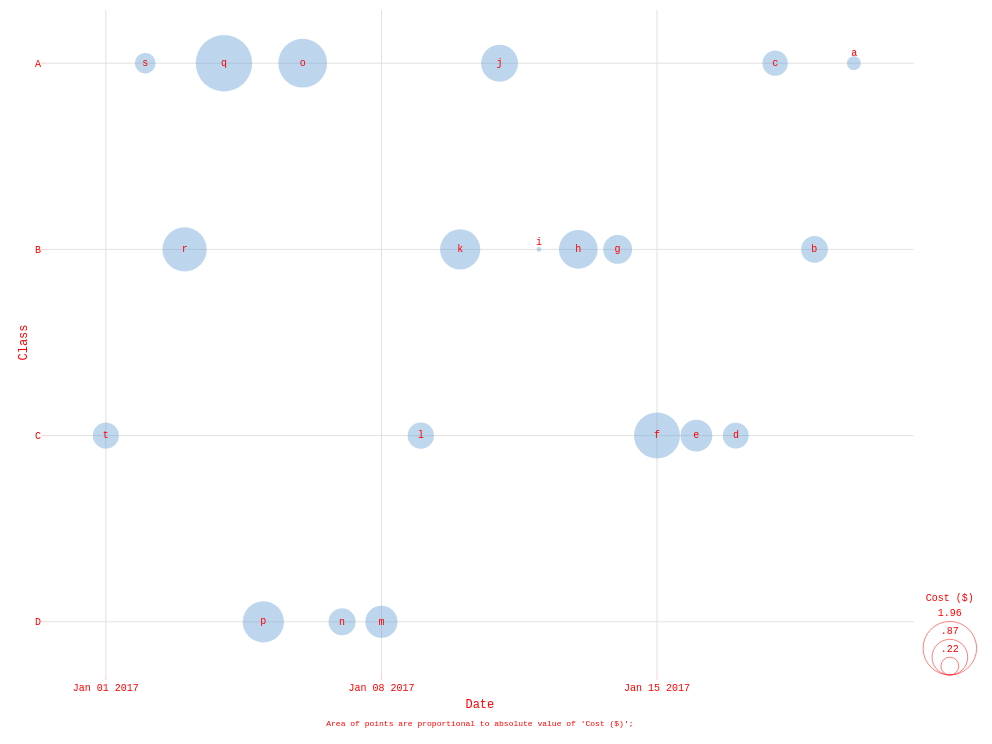 a
A s q o j c
i
B r k h g b
Class
C t l f e d
Cost ($)
1.96
D p n m
.87
.22
Jan 01 2017 Jan 08 2017 Jan 15 2017
Date
Area of points are proportional to absolute value of 'Cost ($)';